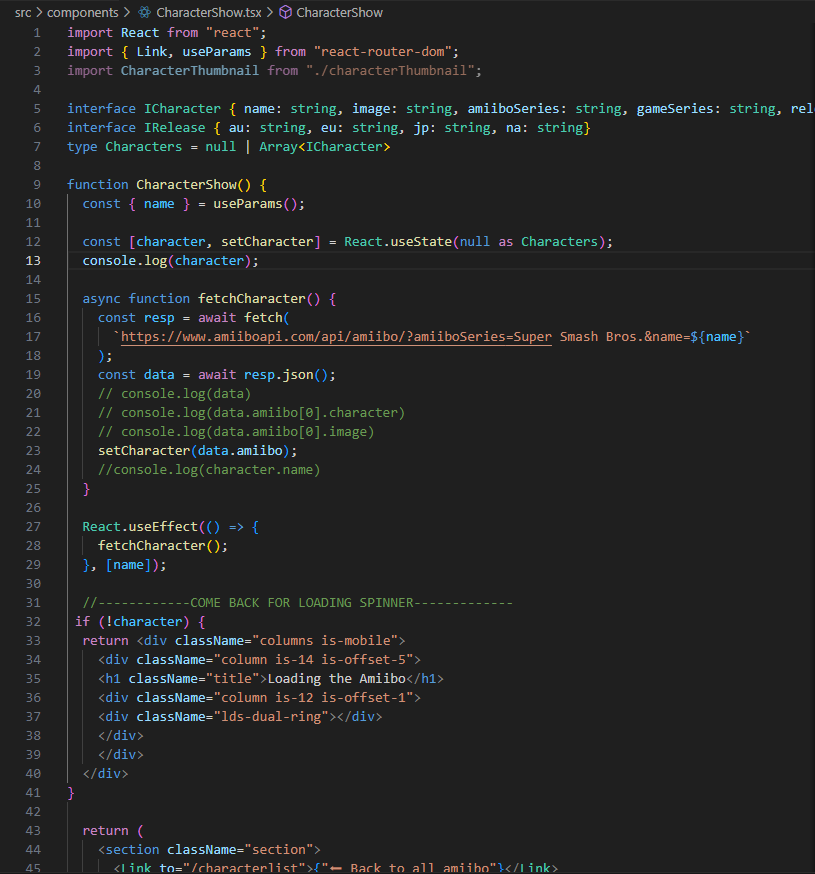 src > components > CharacterShow.tsx > CharacterShow
1 import React from "react";
2 import { Link, useParams } from "react-router-dom";
3 import CharacterThumbnail from "./characterThumbnail";
4
5 interface ICharacter { name: string, image: string, amiiboSeries: string, gameSeries: string, rel
6 interface IRelease { au: string, eu: string, jp: string, na: string}
7 type Characters = null | Array<ICharacter>
8
9 function CharacterShow() {
10 const { name } = useParams();
11
12 const [character, setCharacter] = React.useState(null as Characters);
13 console.log(character);
14
15 async function fetchCharacter() {
16 const resp = await fetch(
17 `https://www.amiiboapi.com/api/amiibo/?amiiboSeries=Super Smash Bros.&name=${name}`
18 );
19 const data = await resp.json();
20 // console.log(data)
21 // console.log(data.amiibo[0].character)
22 // console.log(data.amiibo[0].image)
23 setCharacter(data.amiibo);
24 //console.log(character.name)
25 }
26
27 React.useEffect(() => {
28 fetchCharacter();
29 }, [name]);
30
31 //------------COME BACK FOR LOADING SPINNER-------------
32 if (!character) {
33 return <div className="columns is-mobile">
34 <div className="column is-14 is-offset-5">
35 <h1 className="title">Loading the Amiibo</h1>
36 <div className="column is-12 is-offset-1">
37 <div className="lds-dual-ring"></div>
38 </div>
39 </div>
40 </div>
41 }
42
43 return (
44 <section className="section">
45 <Link to="/characterlist">{"⬅ Back to all amiibo"}</Link>